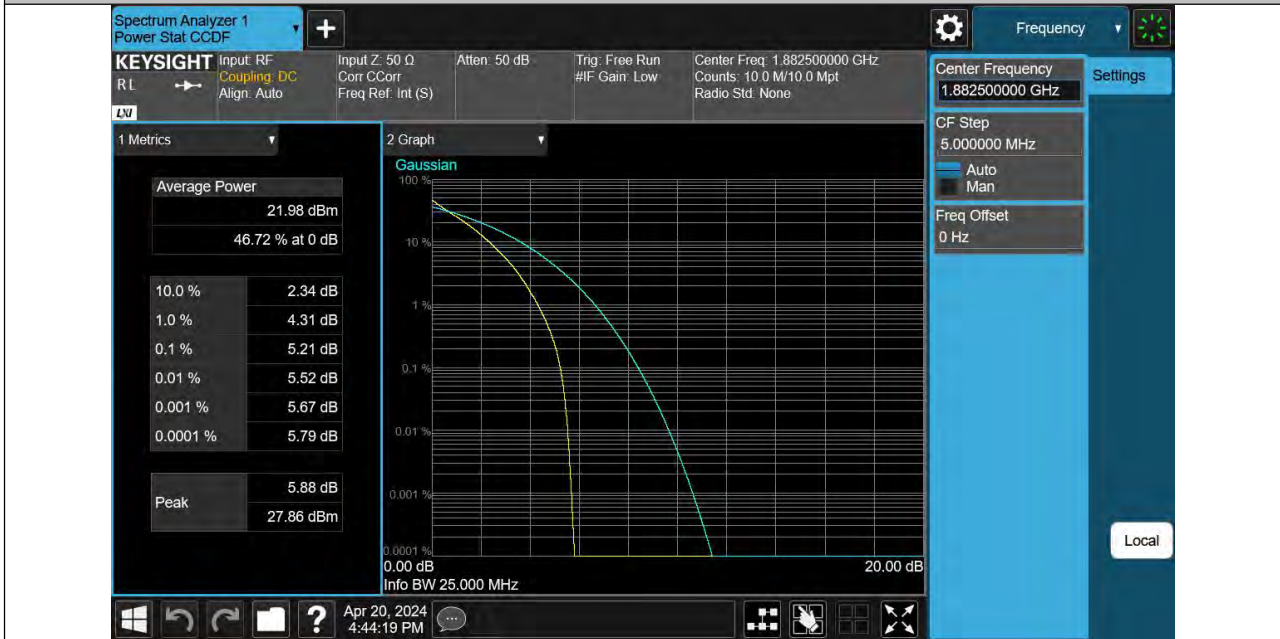 Spectrum Analyzer 1
Power Stat CCDF
Frequency
KEYSIGHT
RL
LXI
Input: RF
Coupling: DC
Align: Auto
Input Z: 50 Ω
Corr CCorr
Freq Ref: Int (S)
Atten: 50 dB
Trig: Free Run
#IF Gain: Low
Center Freq: 1.882500000 GHz
Counts: 10.0 M/10.0 Mpt
Radio Std: None
Center Frequency
1.882500000 GHz
Settings
CF Step
5.000000 MHz
Auto
Man
Freq Offset
0 Hz
1 Metrics
Average Power
21.98 dBm
46.72 % at 0 dB
10.0 % 2.34 dB
1.0 % 4.31 dB
0.1 % 5.21 dB
0.01 % 5.52 dB
0.001 % 5.67 dB
0.0001 % 5.79 dB
Peak
5.88 dB
27.86 dBm
2 Graph
Gaussian
100 %
10 %
1 %
0.1 %
0.01 %
0.001 %
0.0001 %
0.00 dB 20.00 dB
Info BW 25.000 MHz
Local
?
Apr 20, 2024
4:44:19 PM